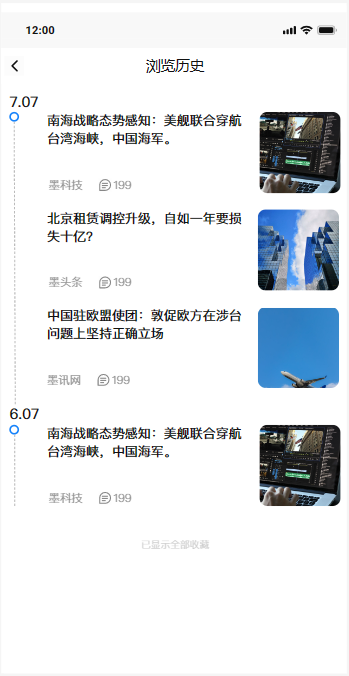 12:00
浏览历史
7.07
南海战略态势感知：美舰联合穿航
台湾海峡，中国海军。
墨科技 199
北京租赁调控升级，自如一年要损
失十亿？
墨头条 199
中国驻欧盟使团：敦促欧方在涉台
问题上坚持正确立场
墨讯网 199
6.07
南海战略态势感知：美舰联合穿航
台湾海峡，中国海军。
墨科技 199
已显示全部收藏